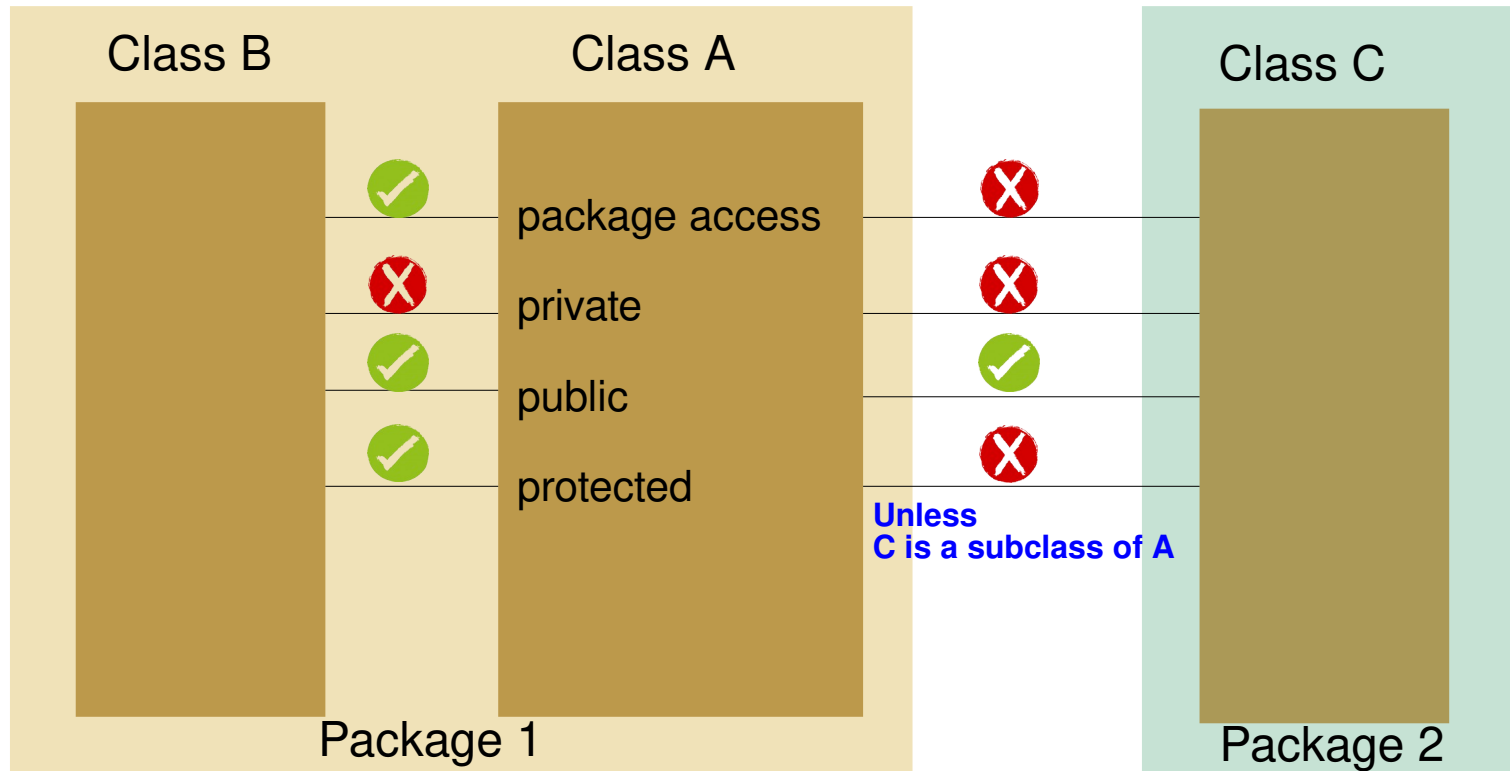 Class B
Class A
Class C
package access
private
public
protected
Unless
C is a subclass of A
Package 1
Package 2